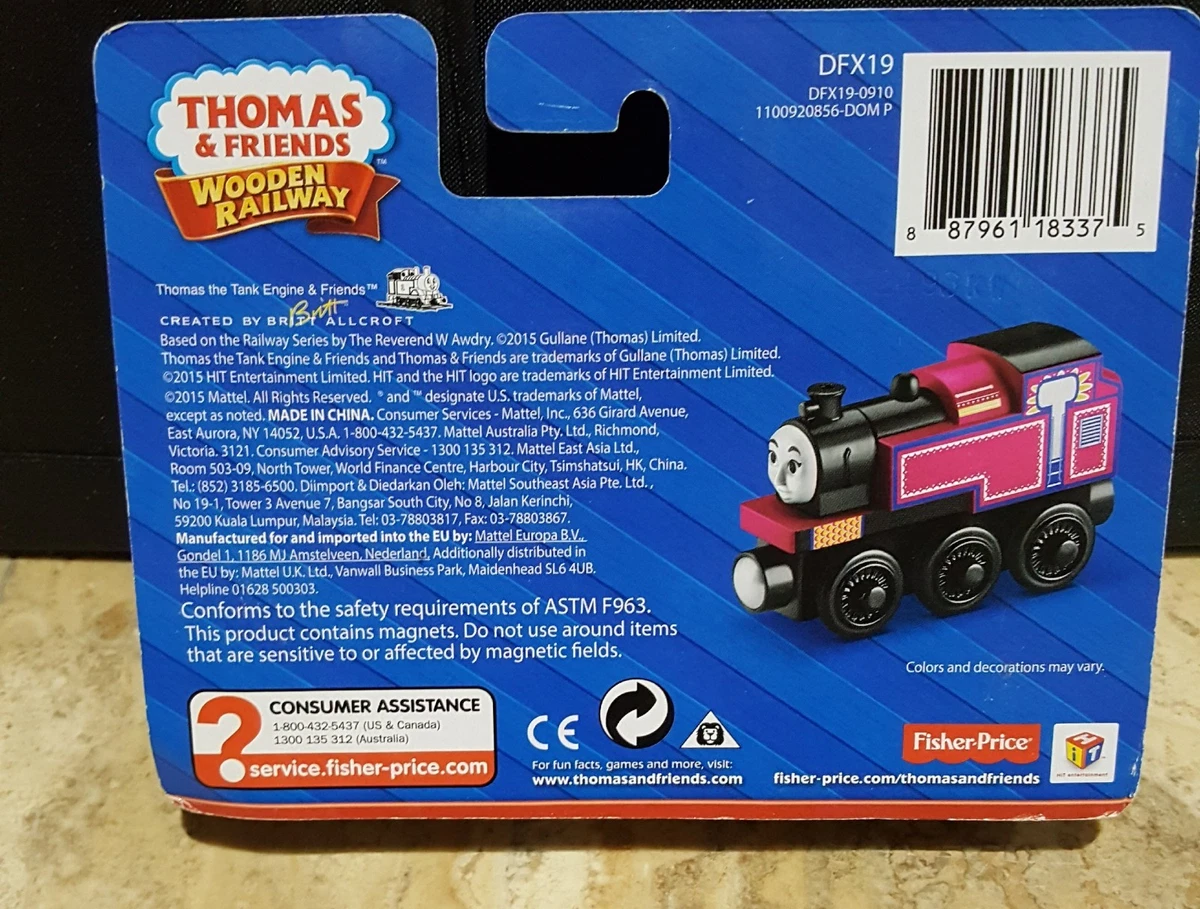 THOMAS
& FRIENDS
™
WOODEN
RAILWAY
DFX19
DFX19-0910
1100920856-DOM P
8 87961 18337 5
Thomas the Tank Engine & Friends™
CREATED BY BRITT ALLCROFT
Britt
Based on the Railway Series by The Reverend W Awdry. ©2015 Gullane (Thomas) Limited.
Thomas the Tank Engine & Friends and Thomas & Friends are trademarks of Gullane (Thomas) Limited.
©2015 HIT Entertainment Limited. HIT and the HIT logo are trademarks of HIT Entertainment Limited.
©2015 Mattel. All Rights Reserved. ® and ™ designate U.S. trademarks of Mattel,
except as noted. MADE IN CHINA. Consumer Services - Mattel, Inc., 636 Girard Avenue,
East Aurora, NY 14052, U.S.A. 1-800-432-5437. Mattel Australia Pty. Ltd., Richmond,
Victoria. 3121. Consumer Advisory Service - 1300 135 312. Mattel East Asia Ltd.,
Room 503-09, North Tower, World Finance Centre, Harbour City, Tsimshatsui, HK, China.
Tel.: (852) 3185-6500. Diimport & Diedarkan Oleh: Mattel Southeast Asia Pte. Ltd.,
No 19-1, Tower 3 Avenue 7, Bangsar South City, No 8, Jalan Kerinchi,
59200 Kuala Lumpur, Malaysia. Tel: 03-78803817, Fax: 03-78803867.
Manufactured for and imported into the EU by: Mattel Europa B.V.,
Gondel 1, 1186 MJ Amstelveen, Nederland. Additionally distributed in
the EU by: Mattel U.K. Ltd., Vanwall Business Park, Maidenhead SL6 4UB.
Helpline 01628 500303.
Conforms to the safety requirements of ASTM F963.
This product contains magnets. Do not use around items
that are sensitive to or affected by magnetic fields.
Colors and decorations may vary.
? CONSUMER ASSISTANCE
1-800-432-5437 (US & Canada)
1300 135 312 (Australia)
service.fisher-price.com
CE
For fun facts, games and more, visit:
www.thomasandfriends.com
Fisher-Price®
fisher-price.com/thomasandfriends
HiT
HIT entertainment